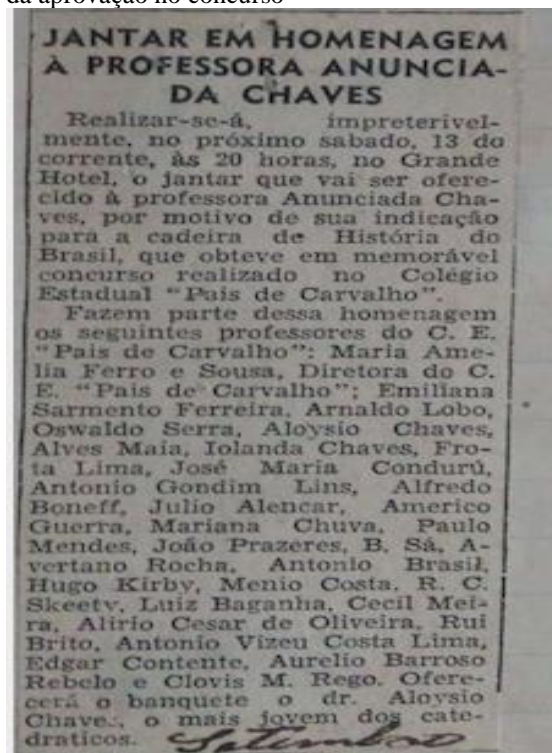 da aprovação no concurso
JANTAR EM HOMENAGEM
À PROFESSORA ANUNCIA-
DA CHAVES
Realizar-se-á, impreterivel-
mente, no próximo sabado, 13 do
corrente, às 20 horas, no Grande
Hotel, o jantar que vai ser ofere-
cido à professora Anunciada Cha-
ves, por motivo de sua indicação
para a cadeira de História do
Brasil, que obteve em memorável
concurso realizado no Colégio
Estadual "Pais de Carvalho".
Fazem parte dessa homenagem
os seguintes professores do C. E.
"Pais de Carvalho": Maria Ame-
lia Ferro e Sousa, Diretora do C.
E. "Pais de Carvalho"; Emiliana
Sarmento Ferreira, Arnaldo Lobo,
Oswaldo Serra, Aloysio Chaves,
Alves Maia, Iolanda Chaves, Fro-
ta Lima, José Maria Condurú,
Antonio Gondim Lins, Alfredo
Boneff, Julio Alencar, Americo
Guerra, Mariana Chuva, Paulo
Mendes, João Prazeres, B. Sá, A-
vertano Rocha, Antonio Brasil,
Hugo Kirby, Menio Costa, R. C.
Skeety, Luiz Baganha, Cecil Mei-
ra, Alirio Cesar de Oliveira, Rui
Brito, Antonio Vizeu Costa Lima,
Edgar Contente, Aurelio Barroso
Rebelo e Clovis M. Rego. Ofere-
cerá o banquete o dr. Aloysio
Chaves, o mais jovem dos cate-
draticos. Setembro